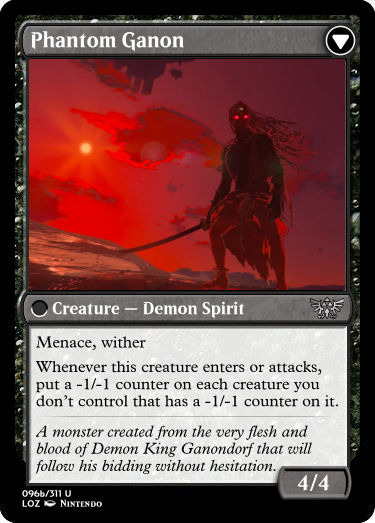 Phantom Ganon
Creature — Demon Spirit
Menace, wither
Whenever this creature enters or attacks,
put a -1/-1 counter on each creature you
don't control that has a -1/-1 counter on it.
A monster created from the very flesh and
blood of Demon King Ganondorf that will
follow his bidding without hesitation.
4/4
096b/311 U
LOZ Nintendo